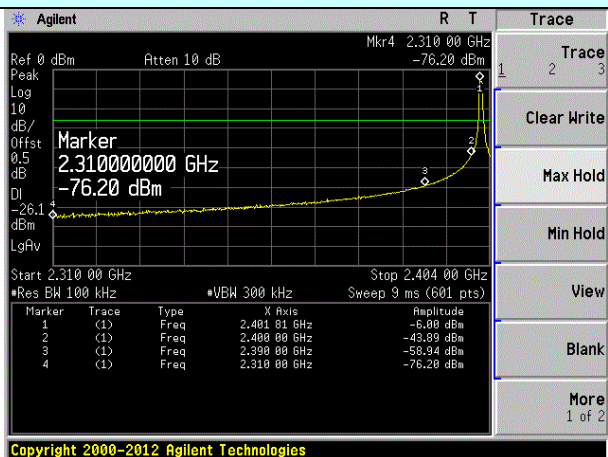 Agilent R T Trace
Mkr4 2.310 00 GHz
Ref 0 dBm Atten 10 dB -76.20 dBm
Peak
Log
10
dB/
Offst
0.5
dB
DI
-26.1
dBm
LgAv
1
2
3
4
Marker
2.310000000 GHz
-76.20 dBm
Start 2.310 00 GHz Stop 2.404 00 GHz
#Res BW 100 kHz #VBW 300 kHz Sweep 9 ms (601 pts)
Marker Trace Type X Axis Amplitude
1 (1) Freq 2.401 81 GHz -6.00 dBm
2 (1) Freq 2.400 00 GHz -43.89 dBm
3 (1) Freq 2.390 00 GHz -58.94 dBm
4 (1) Freq 2.310 00 GHz -76.20 dBm
Trace
1 2 3
Clear Write
Max Hold
Min Hold
View
Blank
More
1 of 2
Copyright 2000-2012 Agilent Technologies